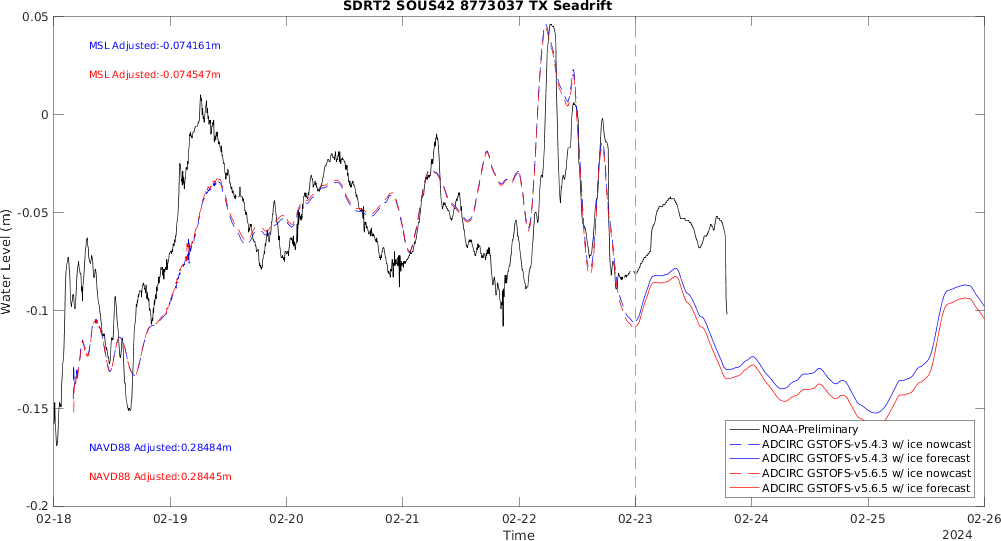 SDRT2 SOUS42 8773037 TX Seadrift
0.05
MSL Adjusted:-0.074161m
MSL Adjusted:-0.074547m
0
-0.05
Water Level (m)
-0.1
-0.15
NAVD88 Adjusted:0.28484m
NAVD88 Adjusted:0.28445m
NOAA-Preliminary
ADCIRC GSTOFS-v5.4.3 w/ ice nowcast
ADCIRC GSTOFS-v5.4.3 w/ ice forecast
ADCIRC GSTOFS-v5.6.5 w/ ice nowcast
ADCIRC GSTOFS-v5.6.5 w/ ice forecast
-0.2
02-18 02-19 02-20 02-21 02-22 02-23 02-24 02-25 02-26
Time
2024